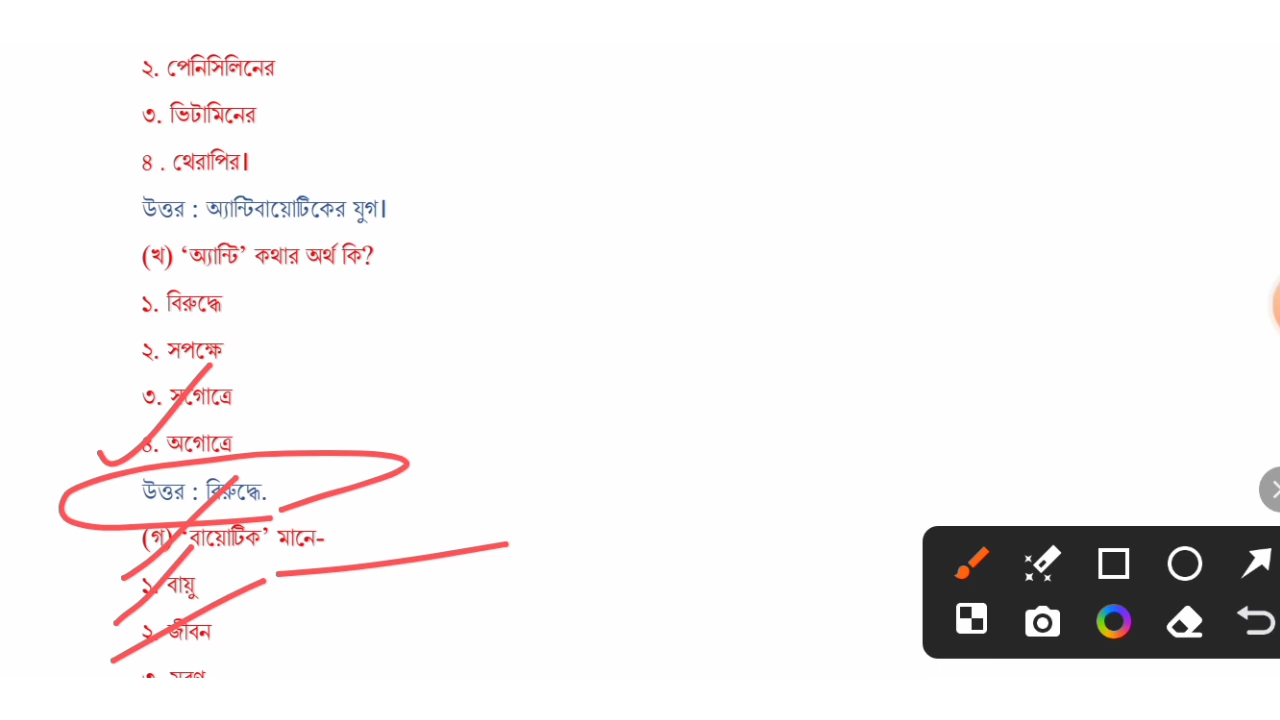 ২. পেনিসিলিনের
৩. ভিটামিনের
৪ . থেরাপির।
উত্তর : অ্যান্টিবায়োটিকের যুগ।
(খ) ‘অ্যান্টি’ কথার অর্থ কি?
১. বিরুদ্ধে
২. সপক্ষে
৩. সগোত্রে
৪. অগোত্রে
উত্তর : বিরুদ্ধে.
(গ) ‘বায়োটিক’ মানে-
১. বায়ু
২. জীবন